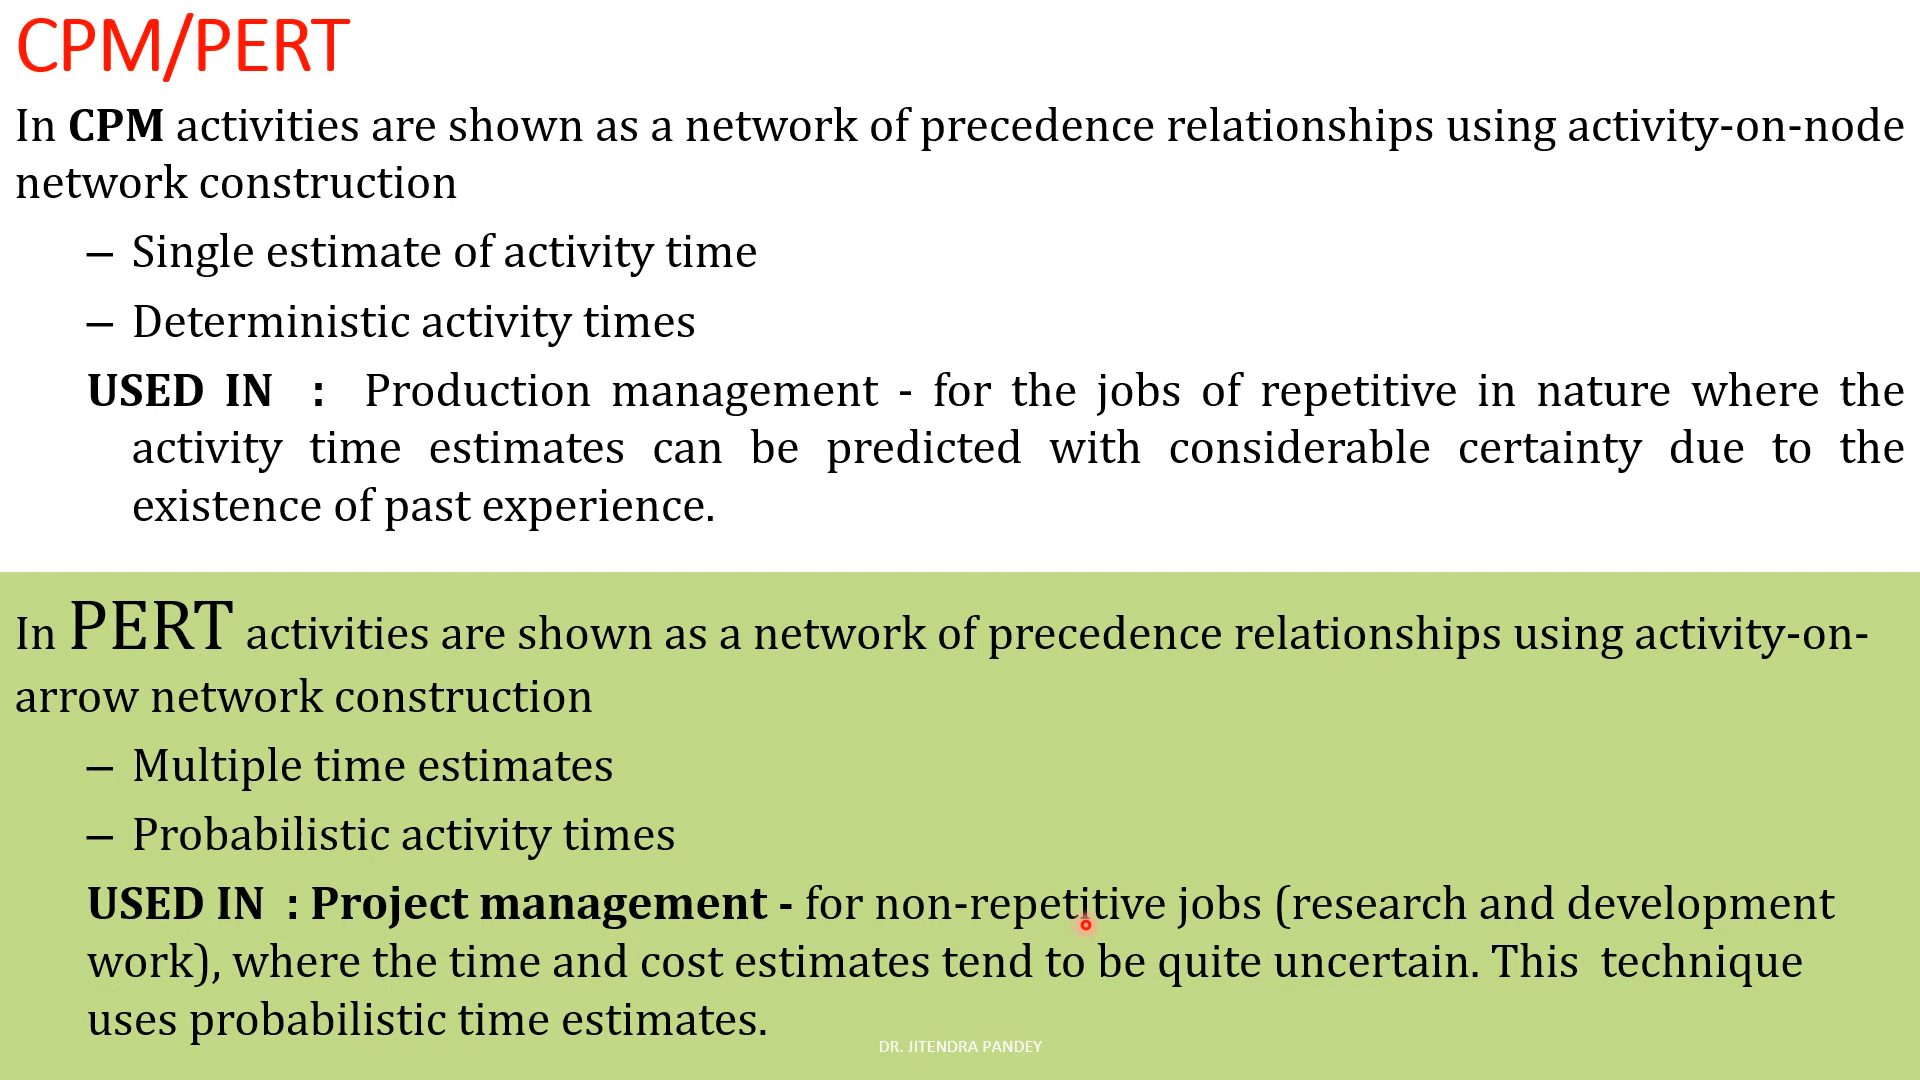 CPM/PERT
In CPM activities are shown as a network of precedence relationships using activity-on-node
network construction
– Single estimate of activity time
– Deterministic activity times
USED IN : Production management - for the jobs of repetitive in nature where the
activity time estimates can be predicted with considerable certainty due to the
existence of past experience.
In PERT activities are shown as a network of precedence relationships using activity-on-
arrow network construction
– Multiple time estimates
– Probabilistic activity times
USED IN : Project management - for non-repetitive jobs (research and development
work), where the time and cost estimates tend to be quite uncertain. This technique
uses probabilistic time estimates.
DR. JITENDRA PANDEY